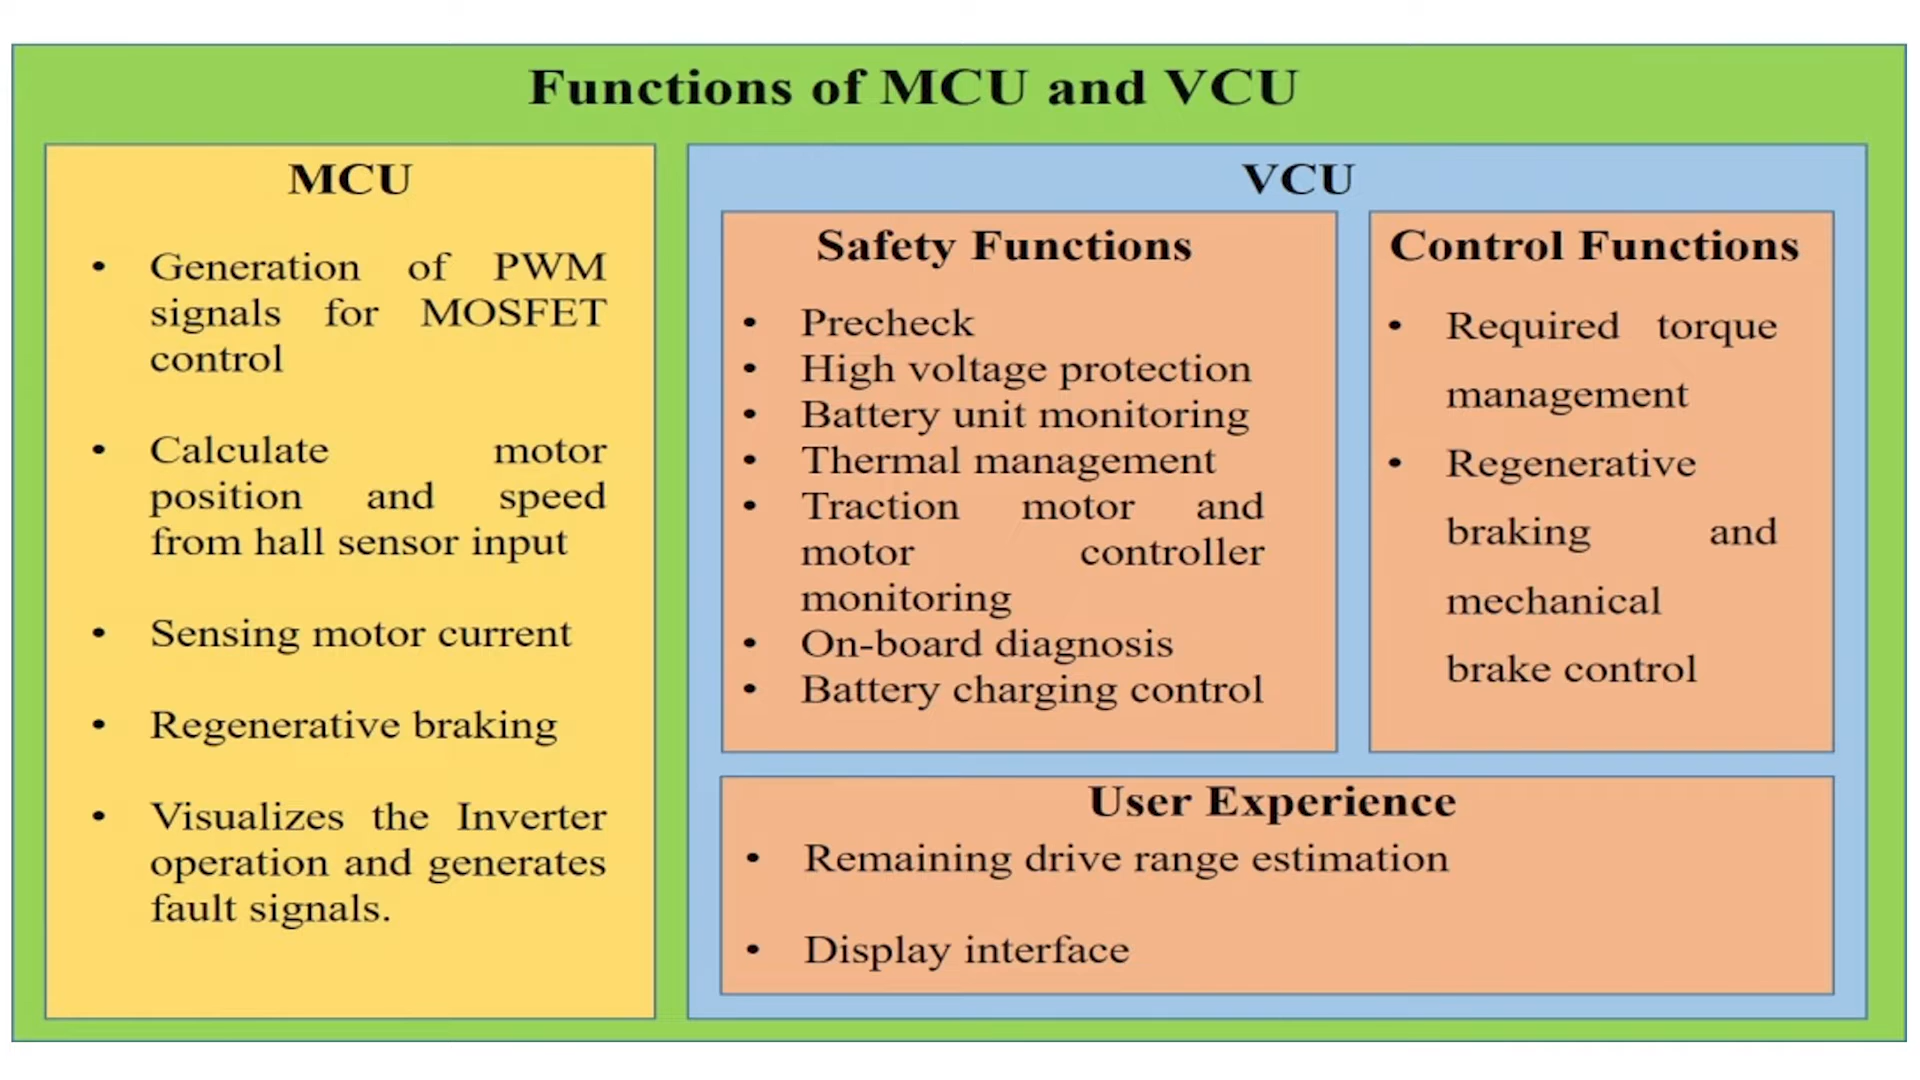 Functions of MCU and VCU
MCU
• Generation of PWM
signals for MOSFET
control
• Calculate motor
position and speed
from hall sensor input
• Sensing motor current
• Regenerative braking
• Visualizes the Inverter
operation and generates
fault signals.
VCU
Safety Functions
• Precheck
• High voltage protection
• Battery unit monitoring
• Thermal management
• Traction motor and
motor controller
monitoring
• On-board diagnosis
• Battery charging control
Control Functions
• Required torque
management
• Regenerative
braking and
mechanical
brake control
User Experience
• Remaining drive range estimation
• Display interface